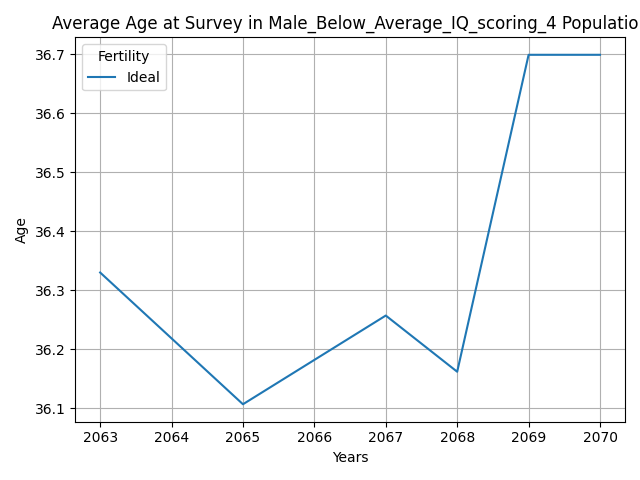 Average Age at Survey in Male_Below_Average_IQ_scoring_4 Populatio
Fertility
Ideal
36.7
36.6
36.5
36.4
36.3
36.2
36.1
Age
2063 2064 2065 2066 2067 2068 2069 2070
Years